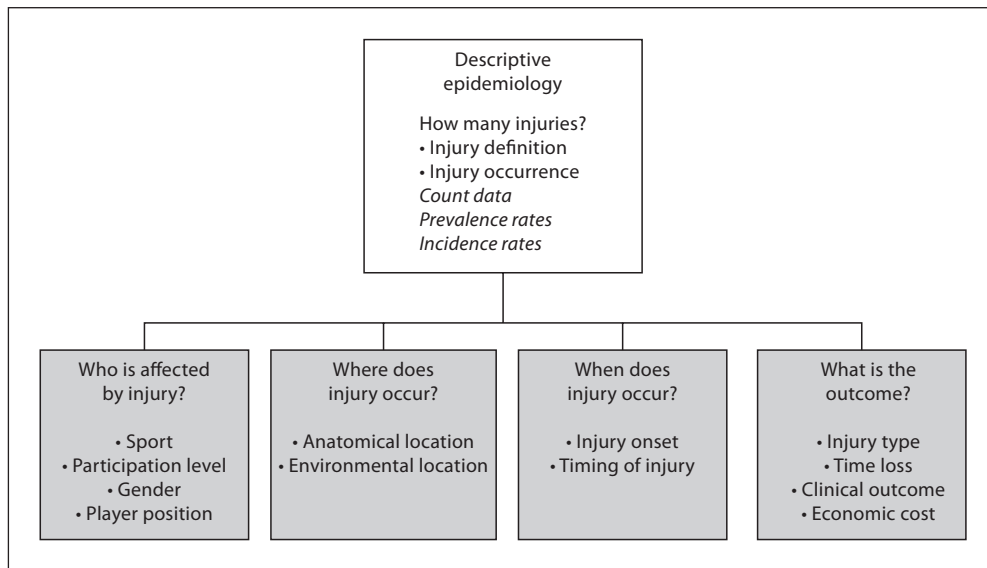 Descriptive
epidemiology
How many injuries?
• Injury definition
• Injury occurrence
Count data
Prevalence rates
Incidence rates
Who is affected
by injury?
• Sport
• Participation level
• Gender
• Player position
Where does
injury occur?
• Anatomical location
• Environmental location
When does
injury occur?
• Injury onset
• Timing of injury
What is the
outcome?
• Injury type
• Time loss
• Clinical outcome
• Economic cost